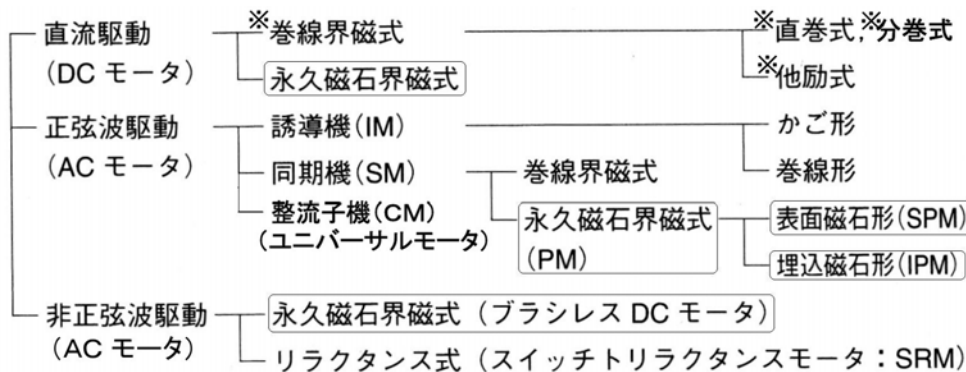 直流駆動 ※巻線界磁式 ※直巻式,※分巻式
(DC モータ) 永久磁石界磁式 ※他励式
正弦波駆動 誘導機(IM) かご形
(AC モータ) 同期機(SM) 巻線界磁式 巻線形
整流子機(CM) 永久磁石界磁式 表面磁石形(SPM)
(ユニバーサルモータ) (PM) 埋込磁石形(IPM)
非正弦波駆動 永久磁石界磁式(ブラシレス DC モータ)
(AC モータ) リラクタンス式(スイッチトリラクタンスモータ:SRM)